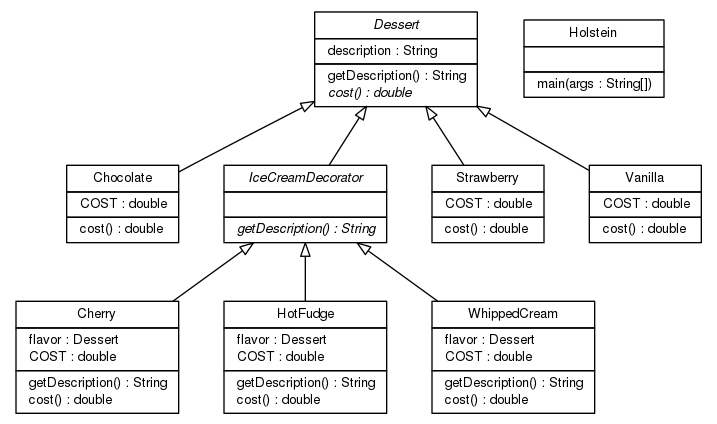 Dessert
description : String
getDescription() : String
cost() : double
Holstein
main(args : String[])
Chocolate
COST : double
cost() : double
IceCreamDecorator
getDescription() : String
Strawberry
COST : double
cost() : double
Vanilla
COST : double
cost() : double
Cherry
flavor : Dessert
COST : double
getDescription() : String
cost() : double
HotFudge
flavor : Dessert
COST : double
getDescription() : String
cost() : double
WhippedCream
flavor : Dessert
COST : double
getDescription() : String
cost() : double